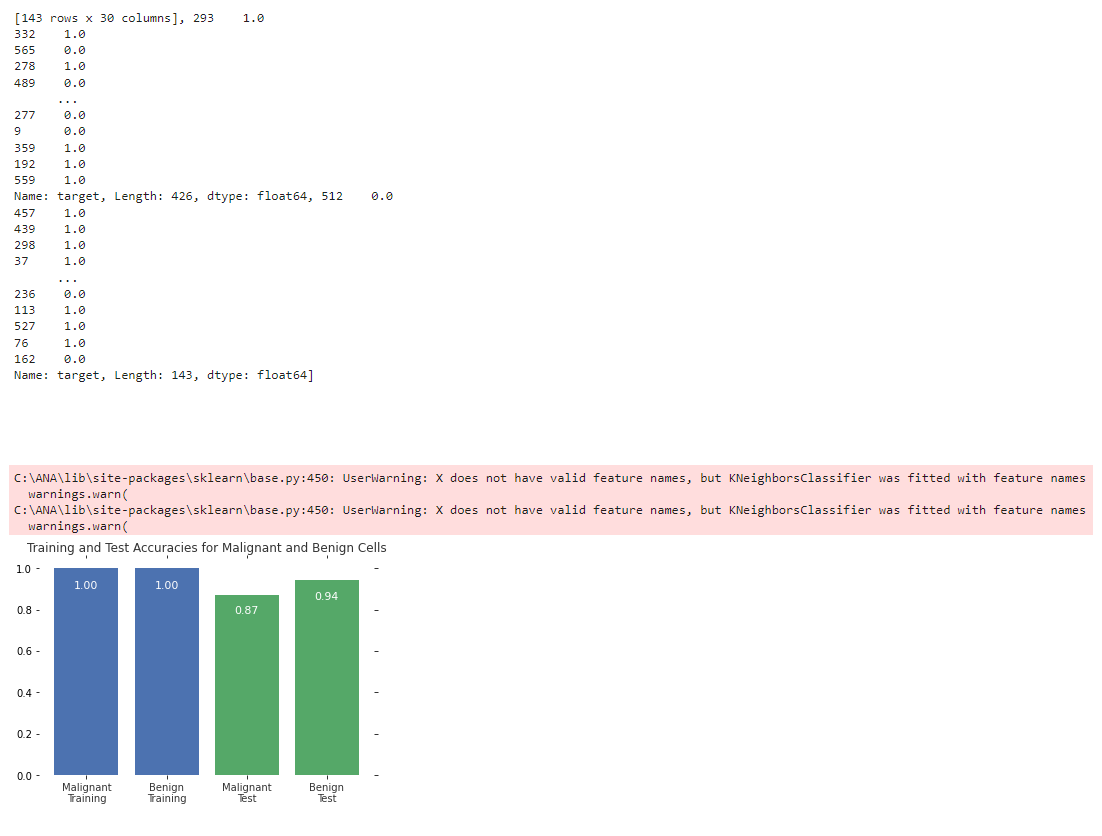 [143 rows x 30 columns], 293    1.0
332    1.0
565    0.0
278    1.0
489    0.0
      ...
277    0.0
9      0.0
359    1.0
192    1.0
559    1.0
Name: target, Length: 426, dtype: float64, 512    0.0
457    1.0
439    1.0
298    1.0
37     1.0
      ...
236    0.0
113    1.0
527    1.0
76     1.0
162    0.0
Name: target, Length: 143, dtype: float64]
C:\ANA\lib\site-packages\sklearn\base.py:450: UserWarning: X does not have valid feature names, but KNeighborsClassifier was fitted with feature names
  warnings.warn(
C:\ANA\lib\site-packages\sklearn\base.py:450: UserWarning: X does not have valid feature names, but KNeighborsClassifier was fitted with feature names
  warnings.warn(
Training and Test Accuracies for Malignant and Benign Cells
1.0
0.8
0.6
0.4
0.2
0.0
1.00
1.00
0.87
0.94
Malignant
Training
Benign
Training
Malignant
Test
Benign
Test